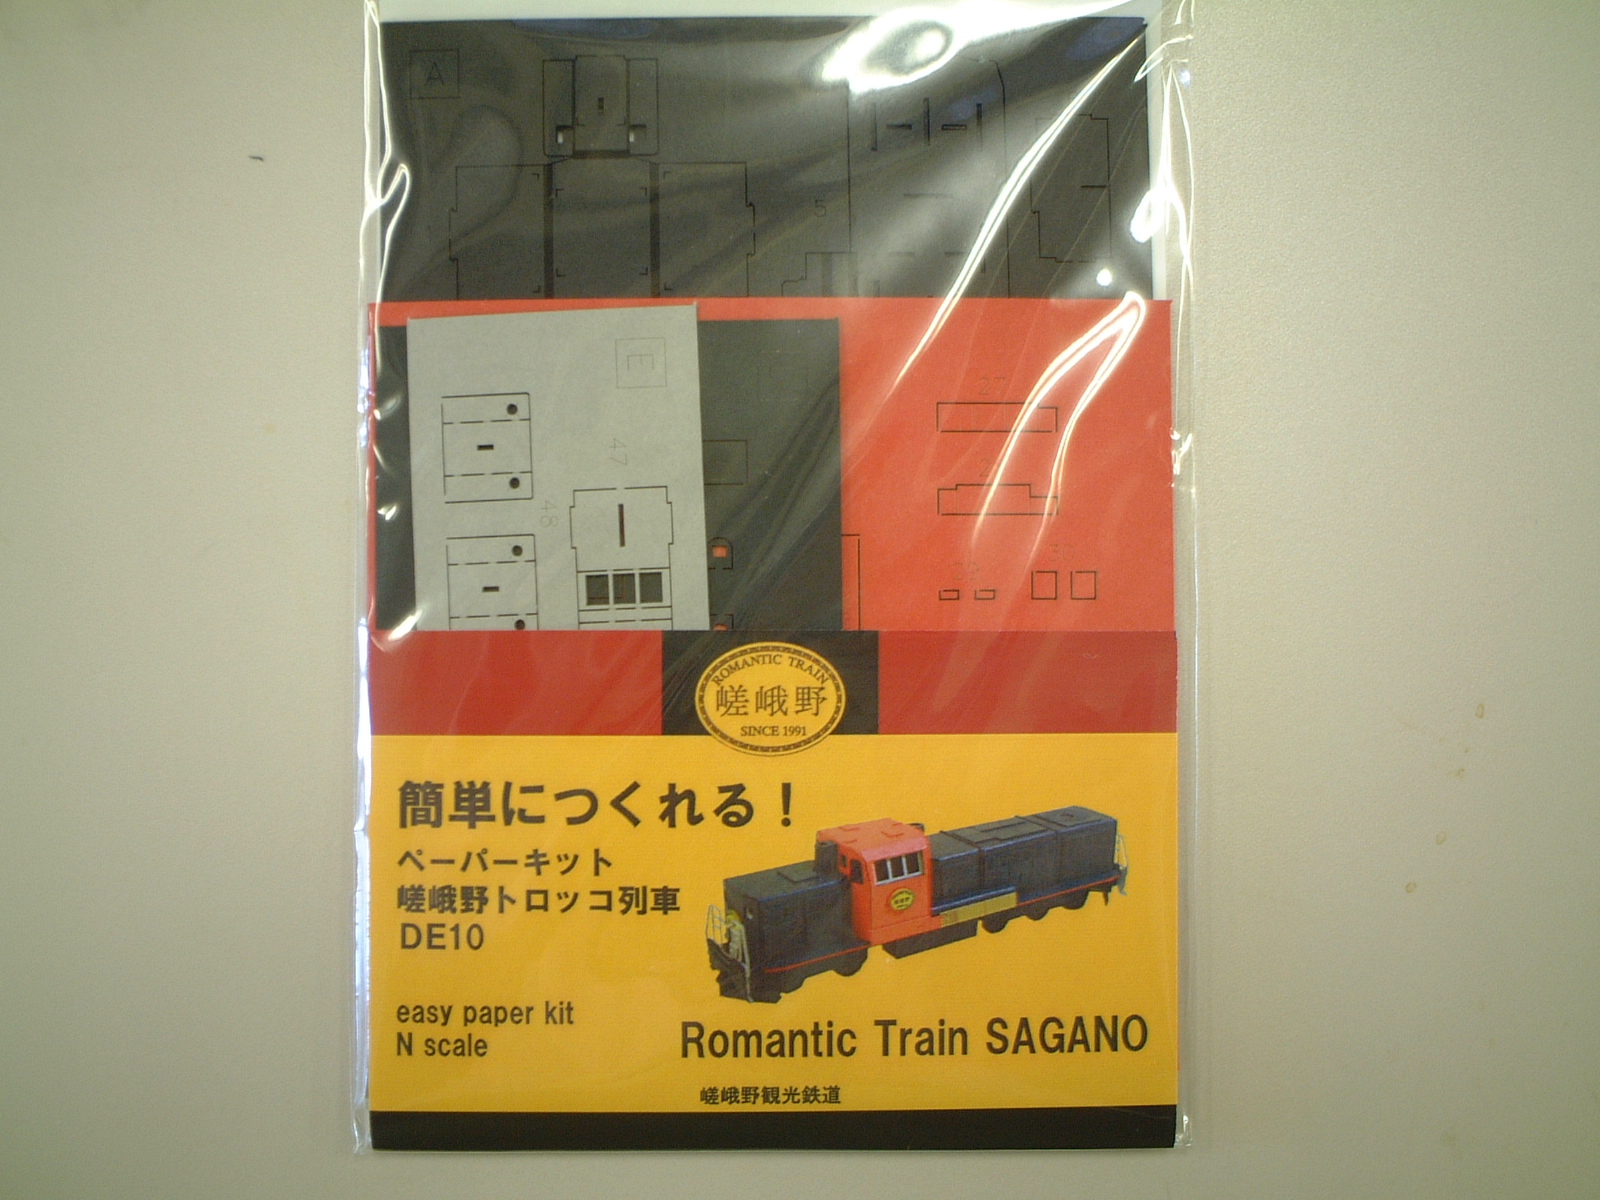 A
5
27
E
47
48
ROMANTIC TRAIN
嵯峨野
SINCE 1991
簡単につくれる！
ペーパーキット
嵯峨野トロッコ列車
DE10
easy paper kit
N scale
Romantic Train SAGANO
嵯峨野観光鉄道